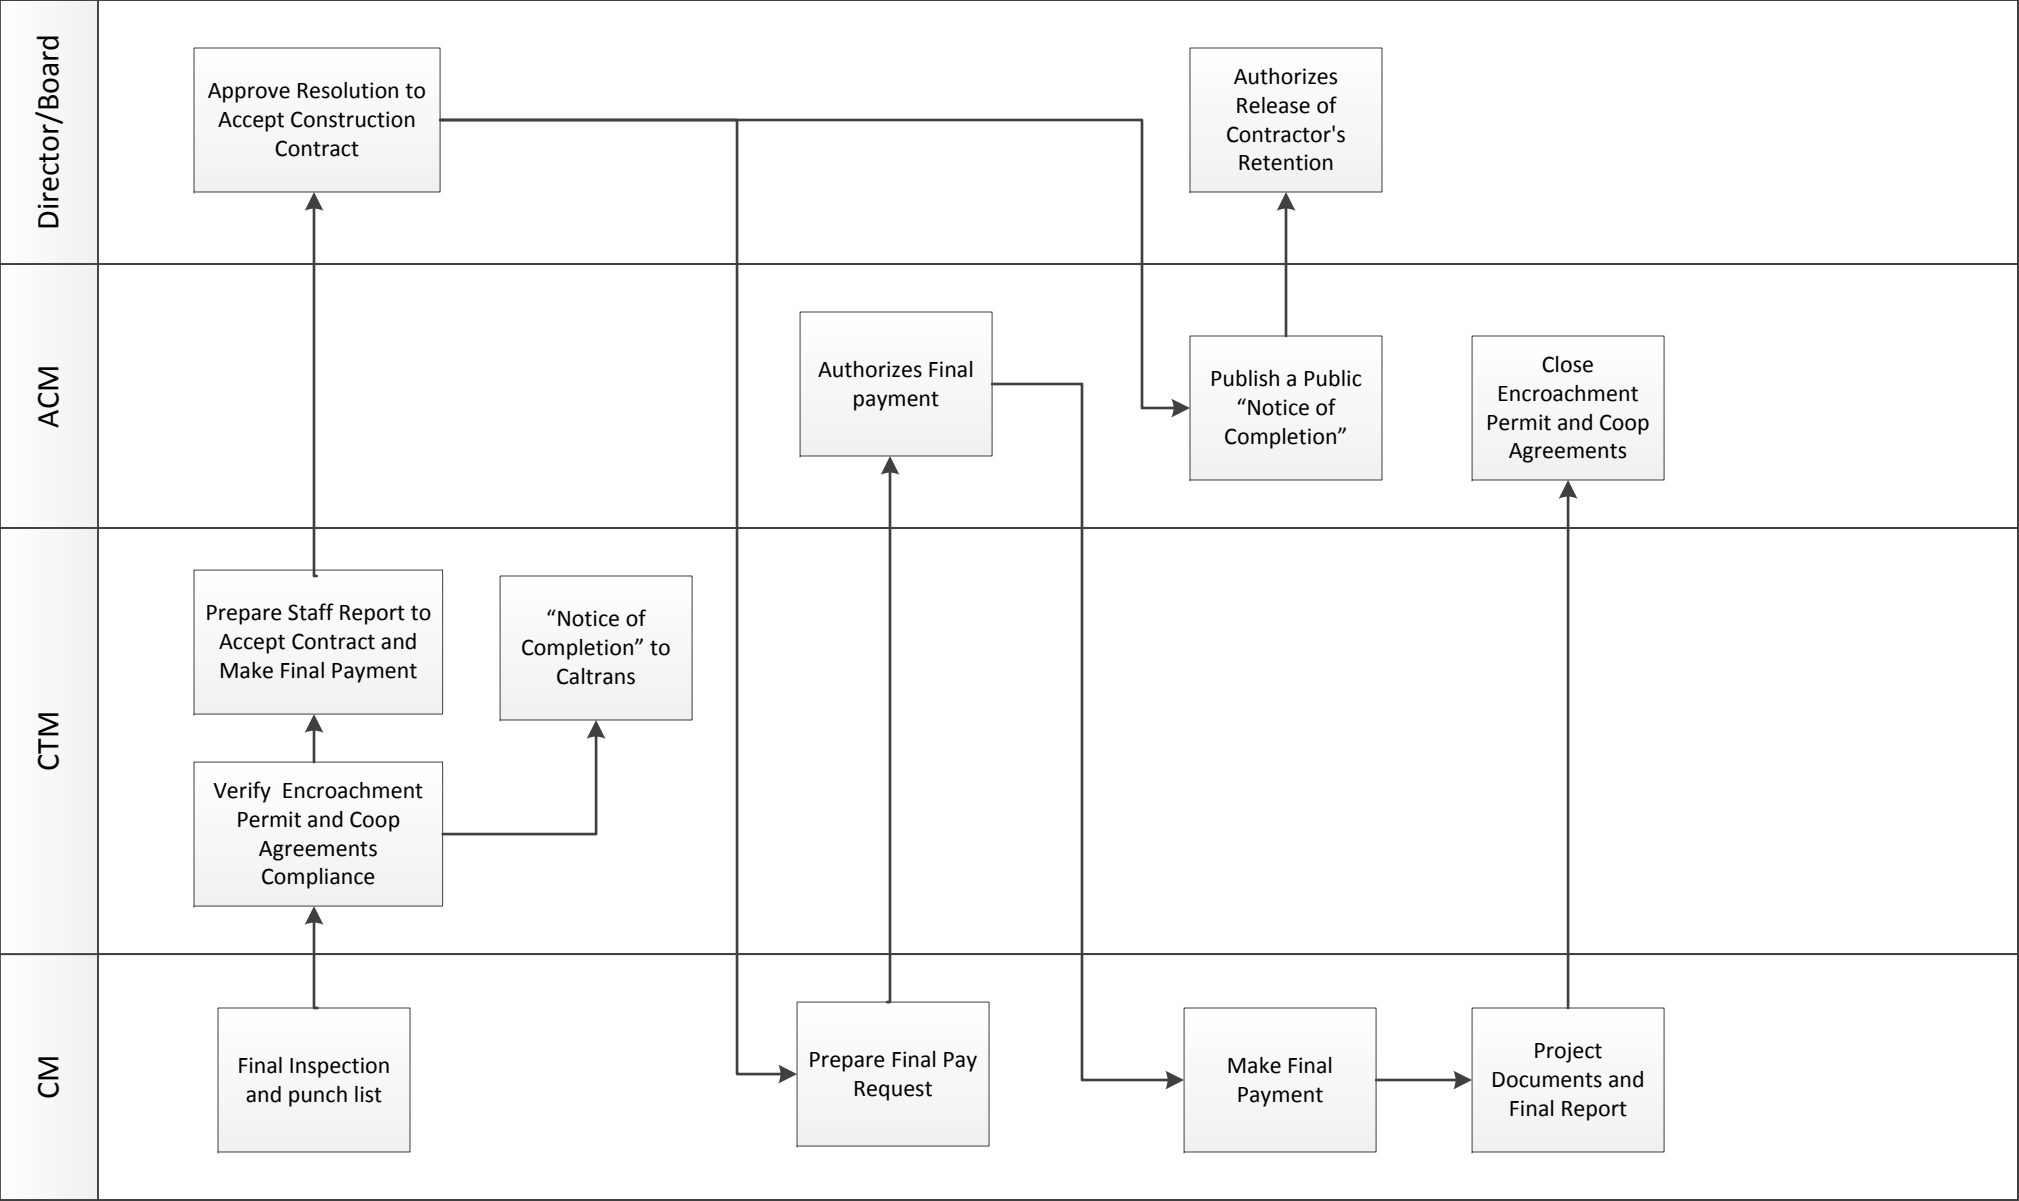 Director/Board
Approve Resolution to
Accept Construction
Contract
Authorizes
Release of
Contractor's
Retention
ACM
Authorizes Final
payment
Publish a Public
“Notice of
Completion”
Close
Encroachment
Permit and Coop
Agreements
CTM
Prepare Staff Report to
Accept Contract and
Make Final Payment
“Notice of
Completion” to
Caltrans
Verify  Encroachment
Permit and Coop
Agreements
Compliance
CM
Final Inspection
and punch list
Prepare Final Pay
Request
Make Final
Payment
Project
Documents and
Final Report